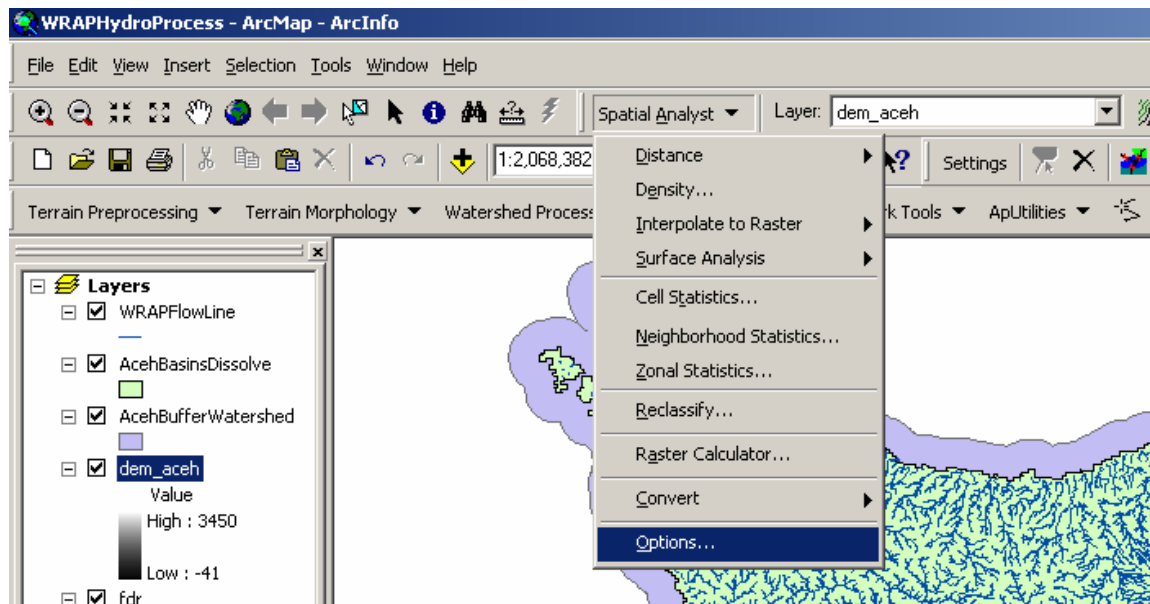 WRAPHydroProcess - ArcMap - ArcInfo
File Edit View Insert Selection Tools Window Help
Spatial Analyst Layer: dem_aceh
1:2,068,382 Settings
Terrain Preprocessing Terrain Morphology Watershed Process rk Tools ApUtilities
Distance
Density...
Interpolate to Raster
Surface Analysis
Cell Statistics...
Neighborhood Statistics...
Zonal Statistics...
Reclassify...
Raster Calculator...
Convert
Options...
Layers
WRAPFlowLine
AcehBasinsDissolve
AcehBufferWatershed
dem_aceh
Value
High : 3450
Low : -41
fdr